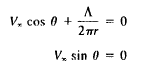 V∞ cos θ + Λ / 2πr = 0
V∞ sin θ = 0